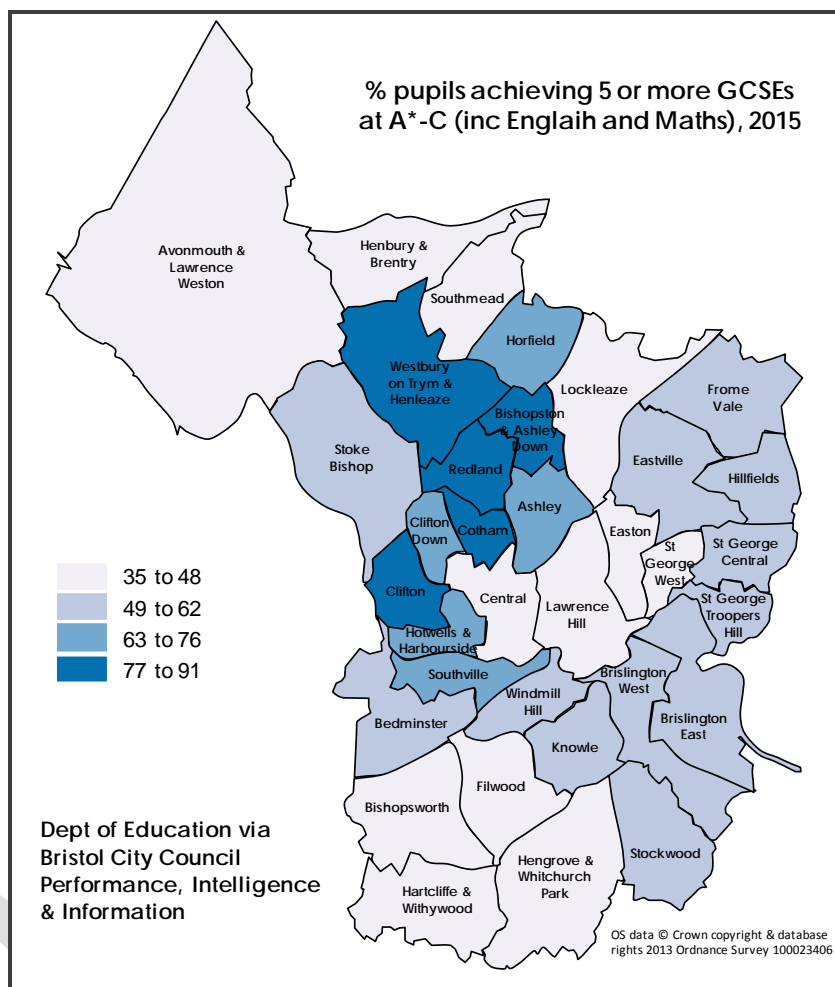 % pupils achieving 5 or more GCSEs
at A*-C (inc Englaih and Maths), 2015
Avonmouth &
Lawrence
Weston
Henbury &
Brentry
Southmead
Horfield
Westbury
on Trym &
Henleaze
Lockleaze
Frome
Vale
Bishopston
& Ashley
Down
Stoke
Bishop
Redland
Eastville
Hillfields
Clifton
Down
Cotham
Ashley
Easton
St
George
West
St George
Central
35 to 48
49 to 62
63 to 76
77 to 91
Clifton
Central
Lawrence
Hill
St George
Troopers
Hill
Hotwells &
Harbourside
Southville
Windmill
Hill
Brislington
West
Bedminster
Knowle
Brislington
East
Filwood
Bishopsworth
Stockwood
Hengrove &
Whitchurch
Park
Hartcliffe &
Withywood
Dept of Education via
Bristol City Council
Performance, Intelligence
& Information
OS data © Crown copyright & database
rights 2013 Ordnance Survey 100023406